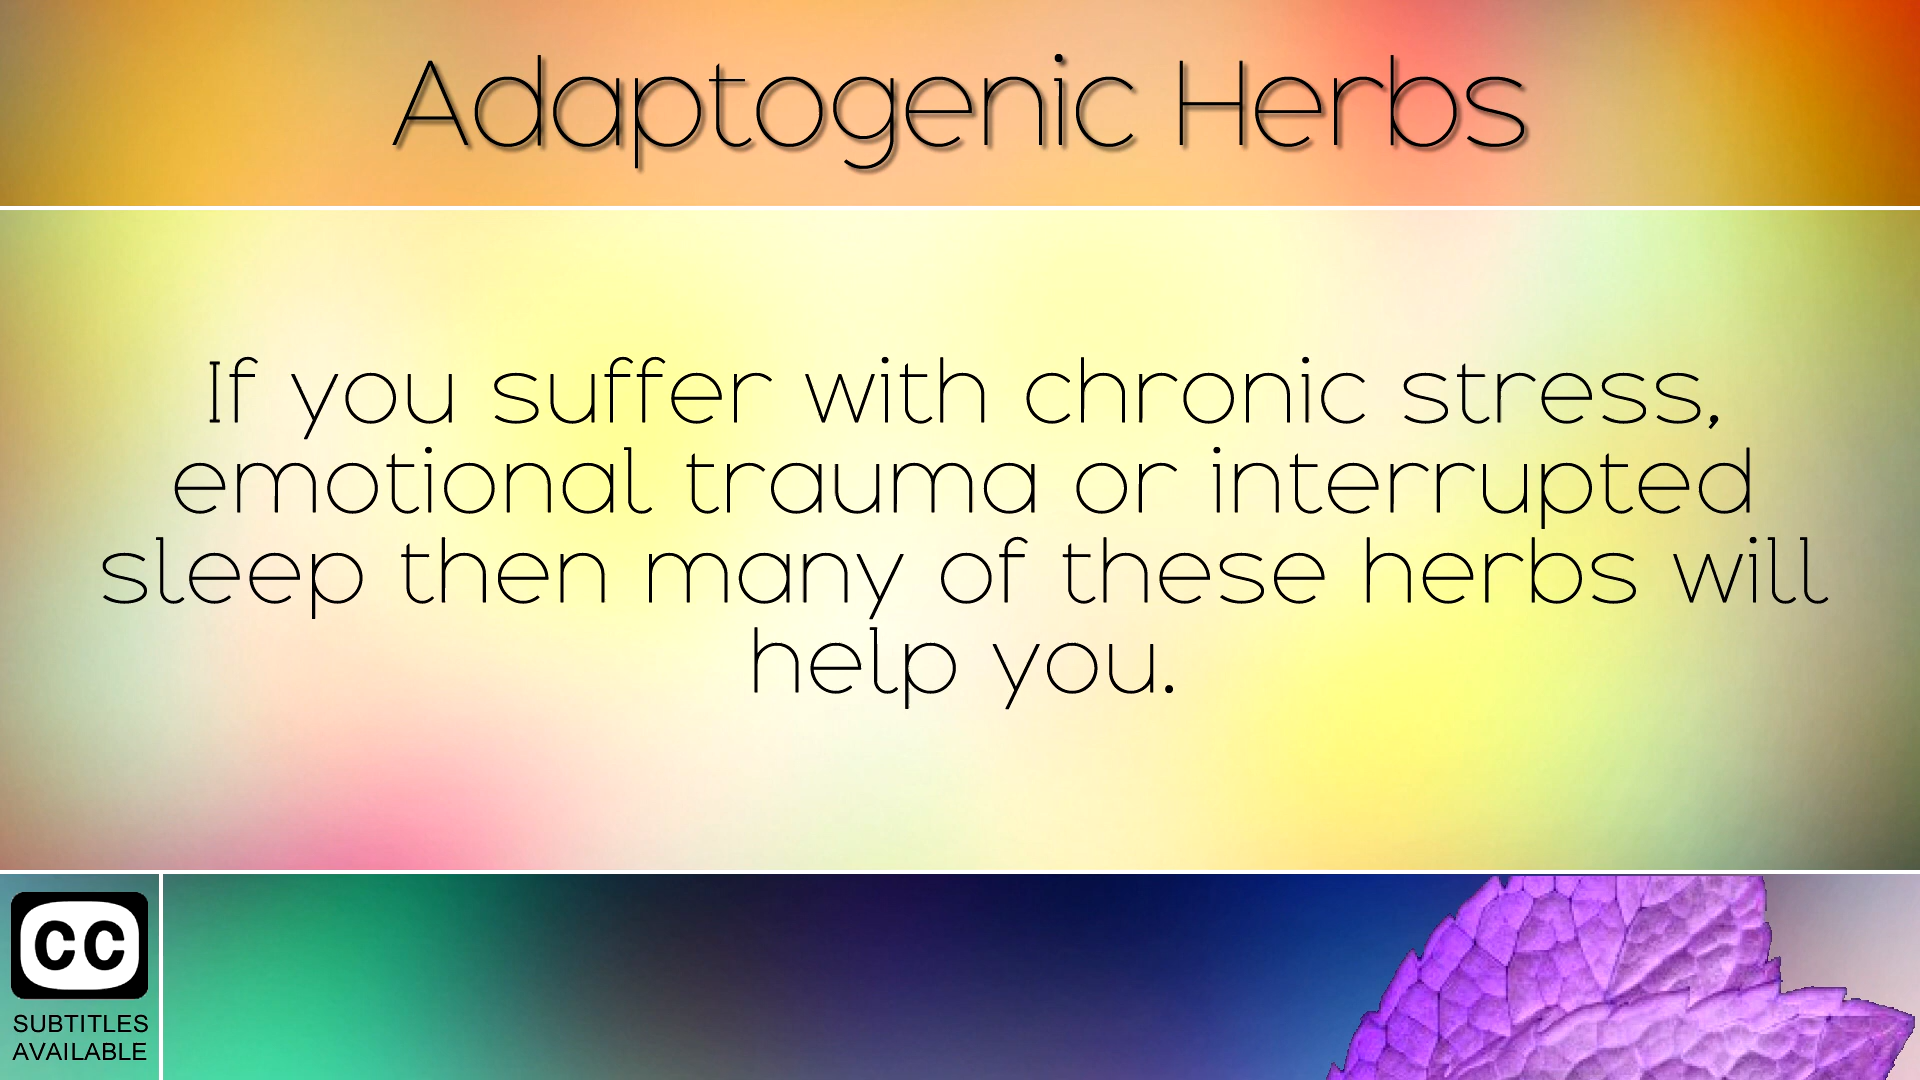 Adaptogenic Herbs
If you suffer with chronic stress,
emotional trauma or interrupted
sleep then many of these herbs will
help you.
CC
SUBTITLES
AVAILABLE